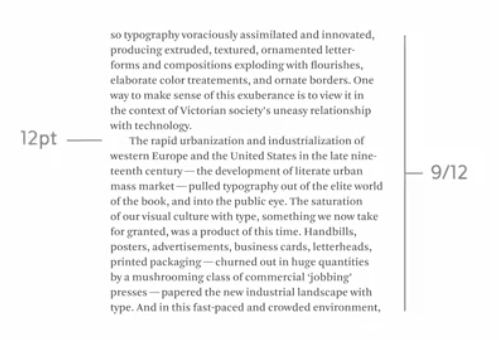 so typography voraciously assimilated and innovated,
producing extruded, textured, ornamented letter-
forms and compositions exploding with flourishes,
elaborate color treatements, and ornate borders. One
way to make sense of this exuberance is to view it in
the context of Victorian society's uneasy relationship
with technology.
12pt
The rapid urbanization and industrialization of
western Europe and the United States in the late nine-
teenth century — the development of literate urban
mass market — pulled typography out of the elite world
of the book, and into the public eye. The saturation
of our visual culture with type, something we now take
for granted, was a product of this time. Handbills,
posters, advertisements, business cards, letterheads,
printed packaging — churned out in huge quantities
by a mushrooming class of commercial ‘jobbing’
presses — papered the new industrial landscape with
type. And in this fast-paced and crowded environment,
9/12